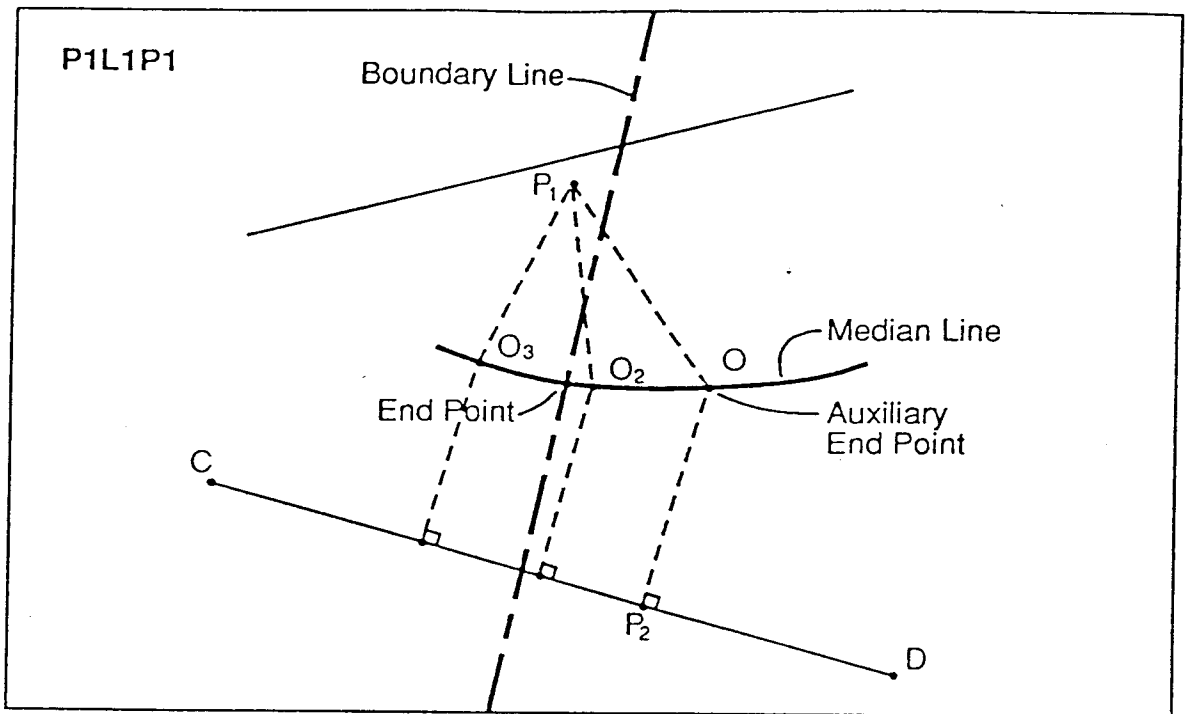 P1L1P1
Boundary Line
P₁
Median Line
O₃
O₂
O
End Point
Auxiliary
End Point
C
P₂
D